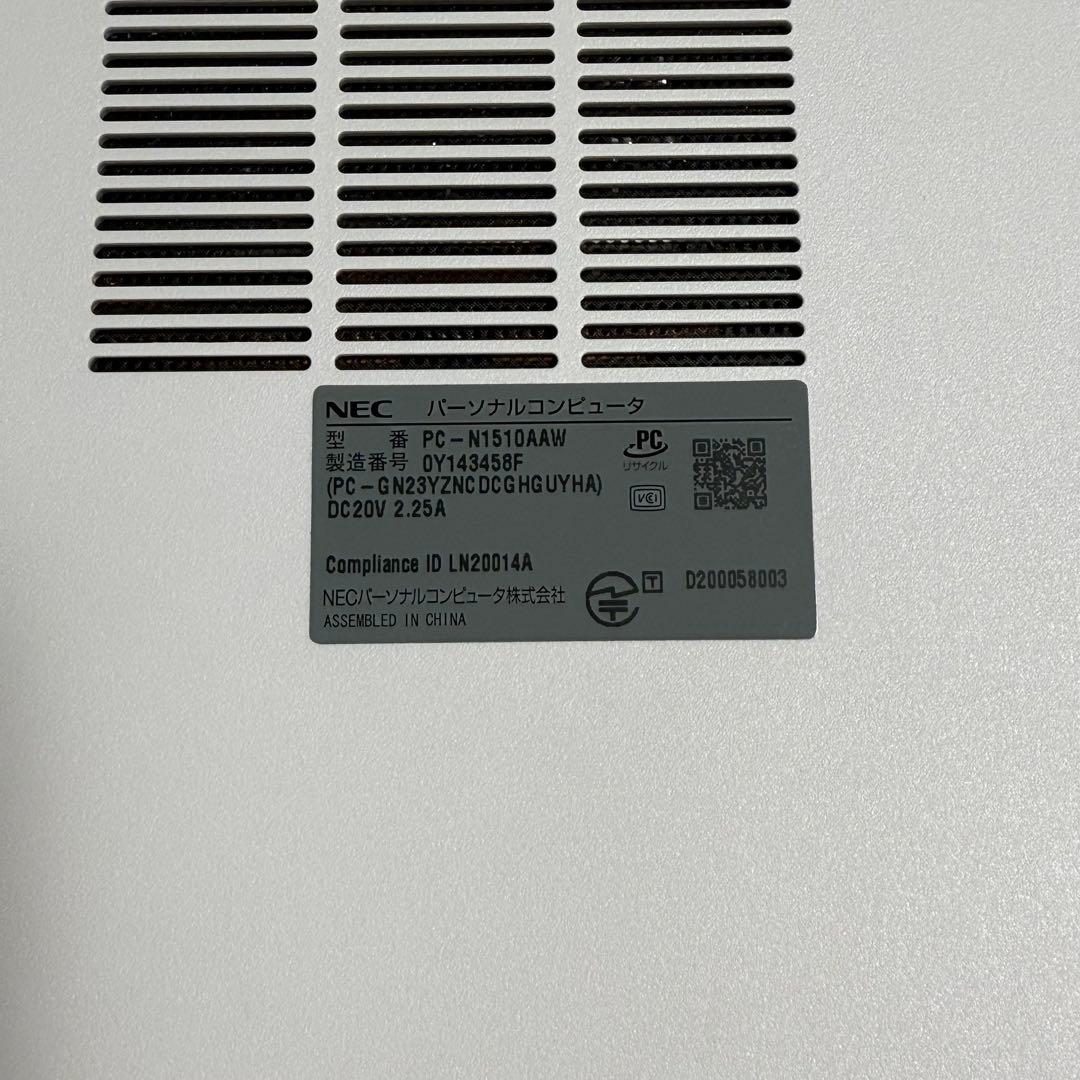 NEC パーソナルコンピュータ
型 番 PC-N1510AAW
製造番号 0Y143458F
(PC-GN23YZNCDCGHGUYHA)
DC20V 2.25A
PC
リサイクル
VCI
Compliance ID LN20014A
NECパーソナルコンピュータ株式会社
ASSEMBLED IN CHINA
T D200058003